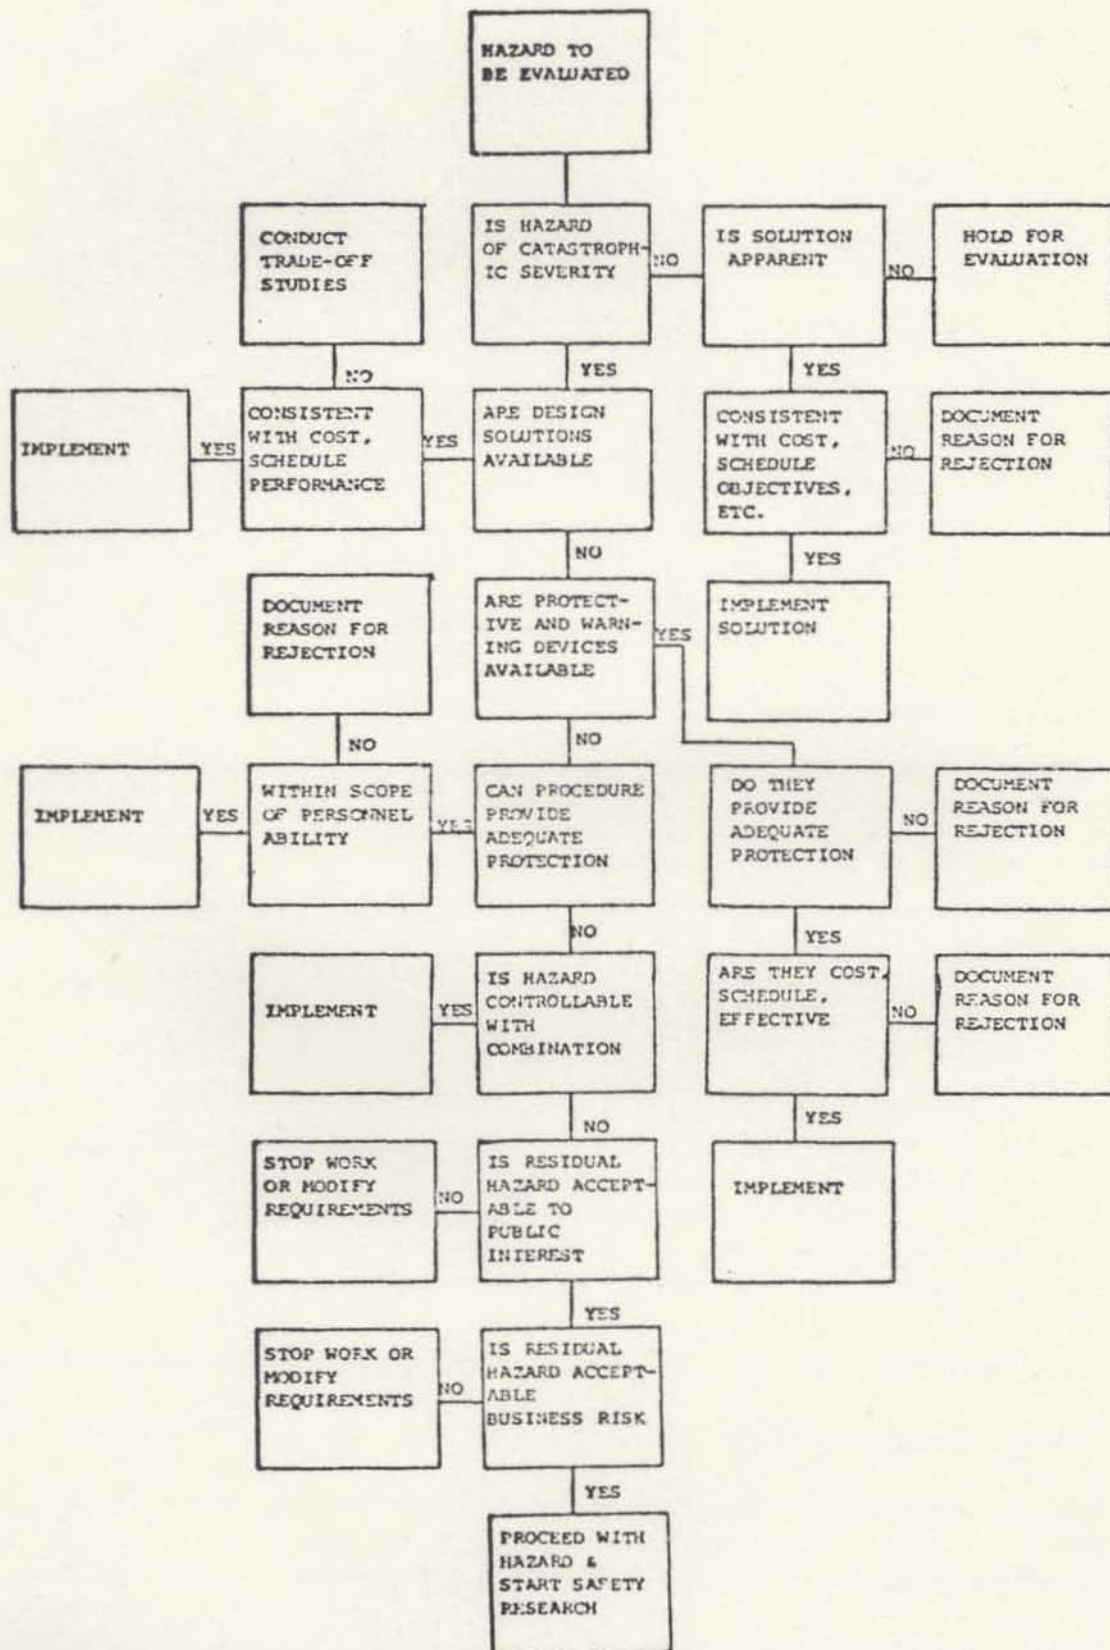 HAZARD TO
BE EVALUATED
CONDUCT
TRADE-OFF
STUDIES
IS HAZARD
OF CATASTROPH-
IC SEVERITY
NO
IS SOLUTION
APPARENT
NO
HOLD FOR
EVALUATION
NO
YES
YES
IMPLEMENT
YES
CONSISTENT
WITH COST,
SCHEDULE
PERFORMANCE
YES
ARE DESIGN
SOLUTIONS
AVAILABLE
CONSISTENT
WITH COST,
SCHEDULE
OBJECTIVES,
ETC.
NO
DOCUMENT
REASON FOR
REJECTION
NO
YES
DOCUMENT
REASON FOR
REJECTION
ARE PROTECT-
IVE AND WARN-
ING DEVICES
AVAILABLE
YES
IMPLEMENT
SOLUTION
NO
NO
IMPLEMENT
YES
WITHIN SCOPE
OF PERSONNEL
ABILITY
YES
CAN PROCEDURE
PROVIDE
ADEQUATE
PROTECTION
DO THEY
PROVIDE
ADEQUATE
PROTECTION
NO
DOCUMENT
REASON FOR
REJECTION
NO
YES
IMPLEMENT
YES
IS HAZARD
CONTROLLABLE
WITH
COMBINATION
ARE THEY COST,
SCHEDULE,
EFFECTIVE
NO
DOCUMENT
REASON FOR
REJECTION
NO
YES
STOP WORK
OR MODIFY
REQUIREMENTS
NO
IS RESIDUAL
HAZARD ACCEPT-
ABLE TO
PUBLIC
INTEREST
IMPLEMENT
YES
STOP WORK OR
MODIFY
REQUIREMENTS
NO
IS RESIDUAL
HAZARD ACCEPT-
ABLE
BUSINESS RISK
YES
PROCEED WITH
HAZARD &
START SAFETY
RESEARCH